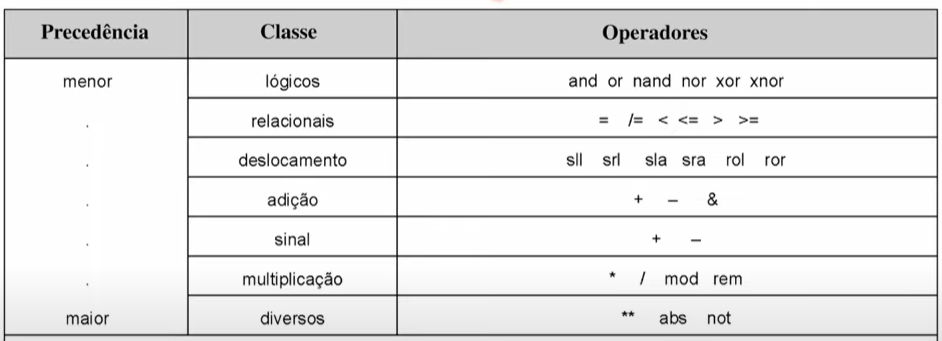 Precedência Classe Operadores
menor lógicos and or nand nor xor xnor
. relacionais = /= < <= > >=
. deslocamento sll srl sla sra rol ror
. adição + – &
. sinal + –
. multiplicação * / mod rem
maior diversos ** abs not